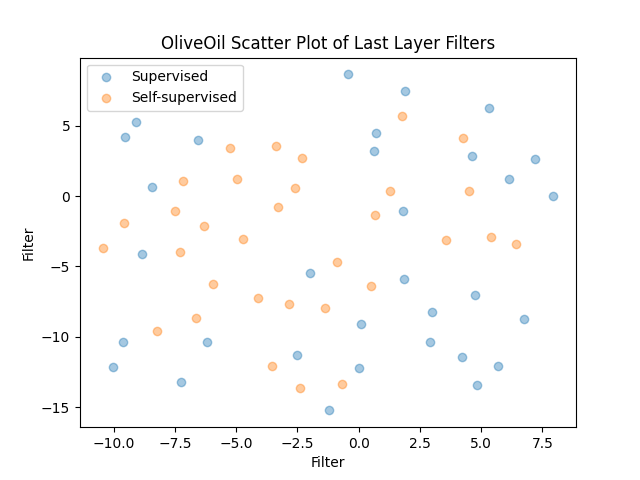 OliveOil Scatter Plot of Last Layer Filters
Supervised
Self-supervised
5
0
−5
−10
−15
Filter
−10.0 −7.5 −5.0 −2.5 0.0 2.5 5.0 7.5
Filter